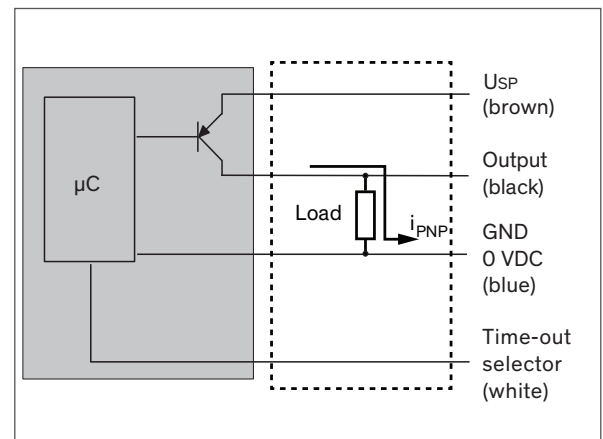 USP
(brown)
µC
Output
(black)
Load
iPNP
GND
0 VDC
(blue)
Time-out
selector
(white)